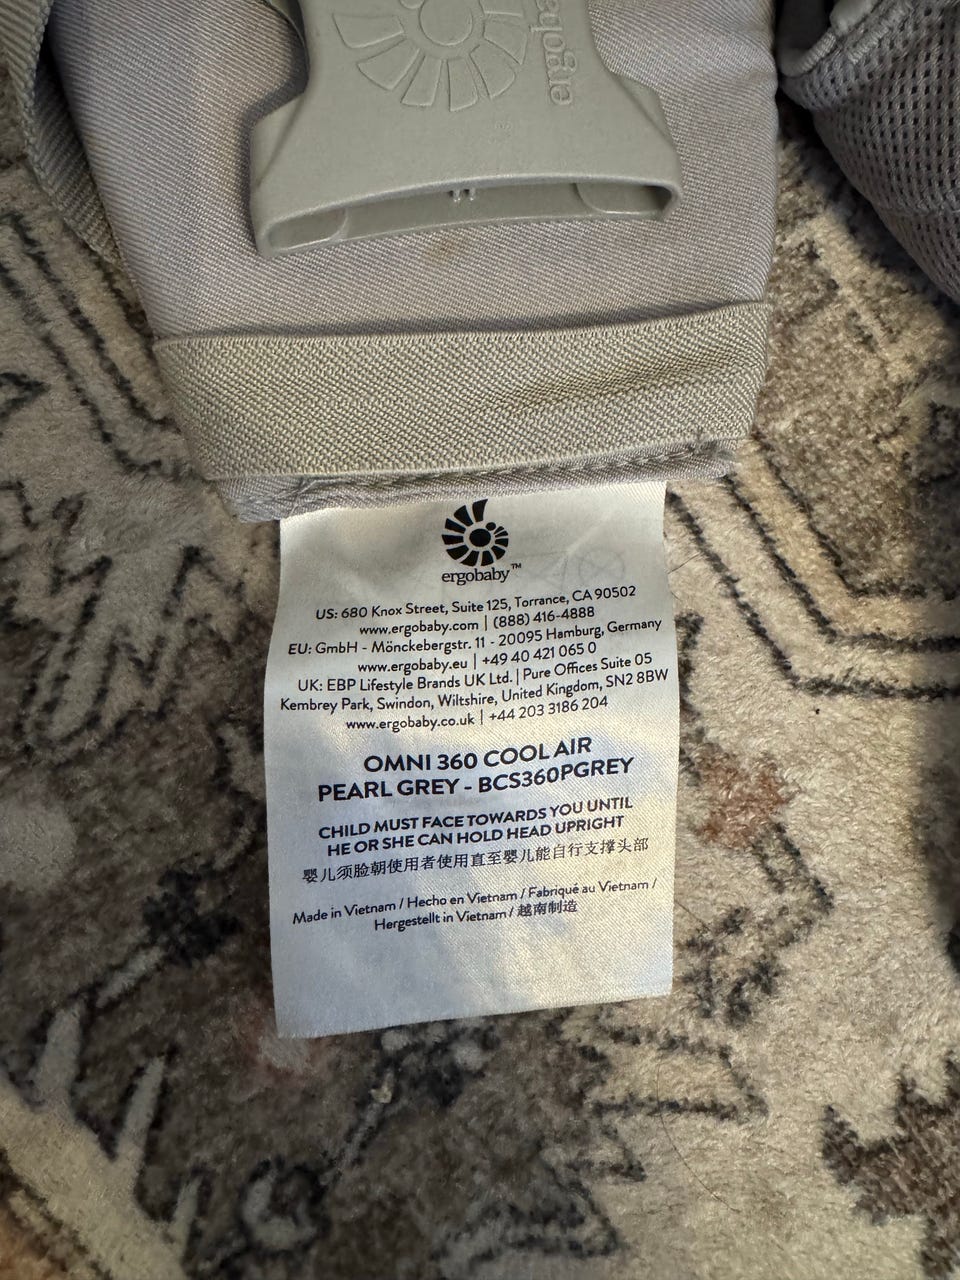 ergobaby
ergobaby™
US: 680 Knox Street, Suite 125, Torrance, CA 90502
www.ergobaby.com | (888) 416-4888
EU: GmbH - Mönckebergstr. 11 - 20095 Hamburg, Germany
www.ergobaby.eu | +49 40 421 065 0
UK: EBP Lifestyle Brands UK Ltd. | Pure Offices Suite 05
Kembrey Park, Swindon, Wiltshire, United Kingdom, SN2 8BW
www.ergobaby.co.uk | +44 203 3186 204
OMNI 360 COOL AIR
PEARL GREY - BCS360PGREY
CHILD MUST FACE TOWARDS YOU UNTIL
HE OR SHE CAN HOLD HEAD UPRIGHT
婴儿须脸朝使用者使用直至婴儿能自行支撑头部
Made in Vietnam / Hecho en Vietnam / Fabriqué au Vietnam /
Hergestellt in Vietnam / 越南制造